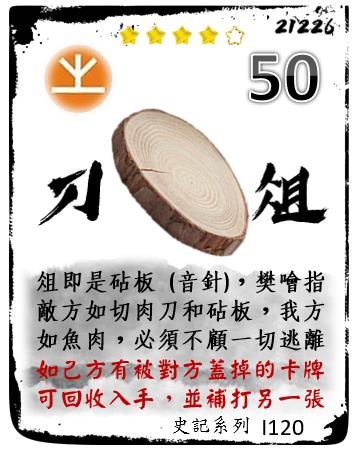 ★★★★☆
21226
50
刀 俎
俎即是砧板 (音針)，樊噲指
敵方如切肉刀和砧板，我方
如魚肉，必須不顧一切逃離
如己方有被對方蓋掉的卡牌
可回收入手，並補打另一張
史記系列 I120